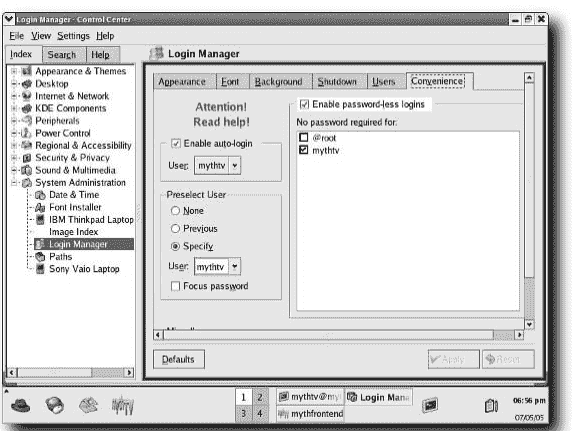 Login Manager - Control Center
File View Settings Help
Index Search Help
Appearance & Themes
Desktop
Internet & Network
KDE Components
Peripherals
Power Control
Regional & Accessibility
Security & Privacy
Sound & Multimedia
System Administration
Date & Time
Font Installer
IBM Thinkpad Laptop
Image Index
Login Manager
Paths
Sony Vaio Laptop
Login Manager
Appearance Font Background Shutdown Users Convenience
Attention!
Read help!
Enable auto-login
User: mythtv
Preselect User
None
Previous
Specify
User: mythtv
Focus password
Enable password-less logins
No password required for:
@root
mythtv
Defaults
Apply
Reset
1 2
3 4
mythtv@my
Login Mana
mythfrontend
06:56 pm
07/05/05